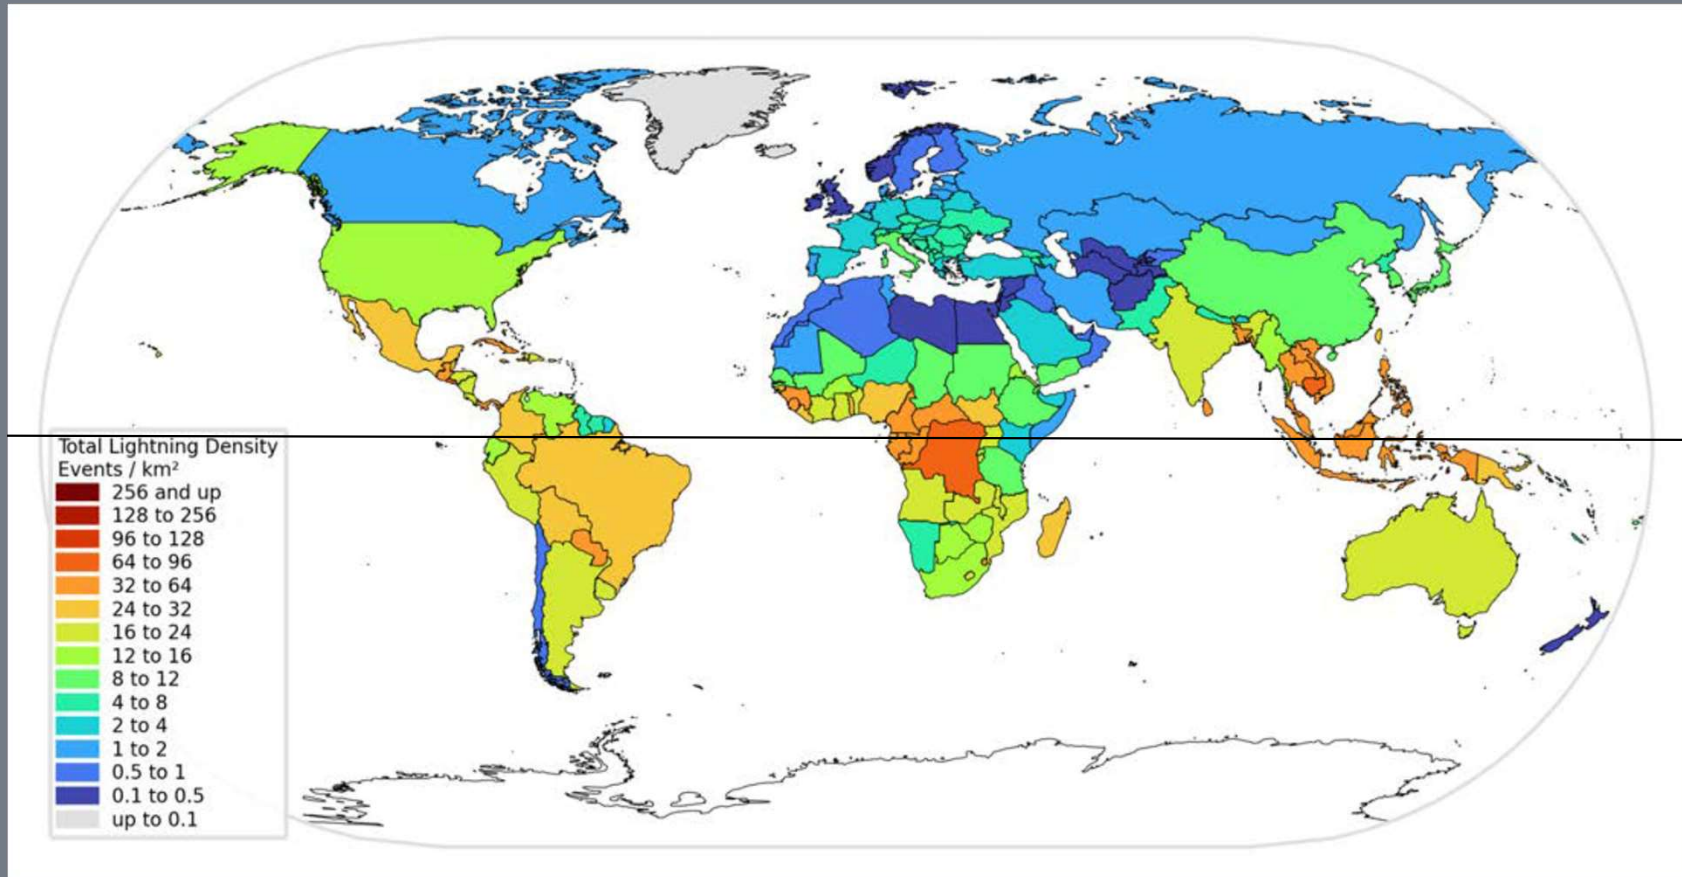 Total Lightning Density
Events / km²
256 and up
128 to 256
96 to 128
64 to 96
32 to 64
24 to 32
16 to 24
12 to 16
8 to 12
4 to 8
2 to 4
1 to 2
0.5 to 1
0.1 to 0.5
up to 0.1